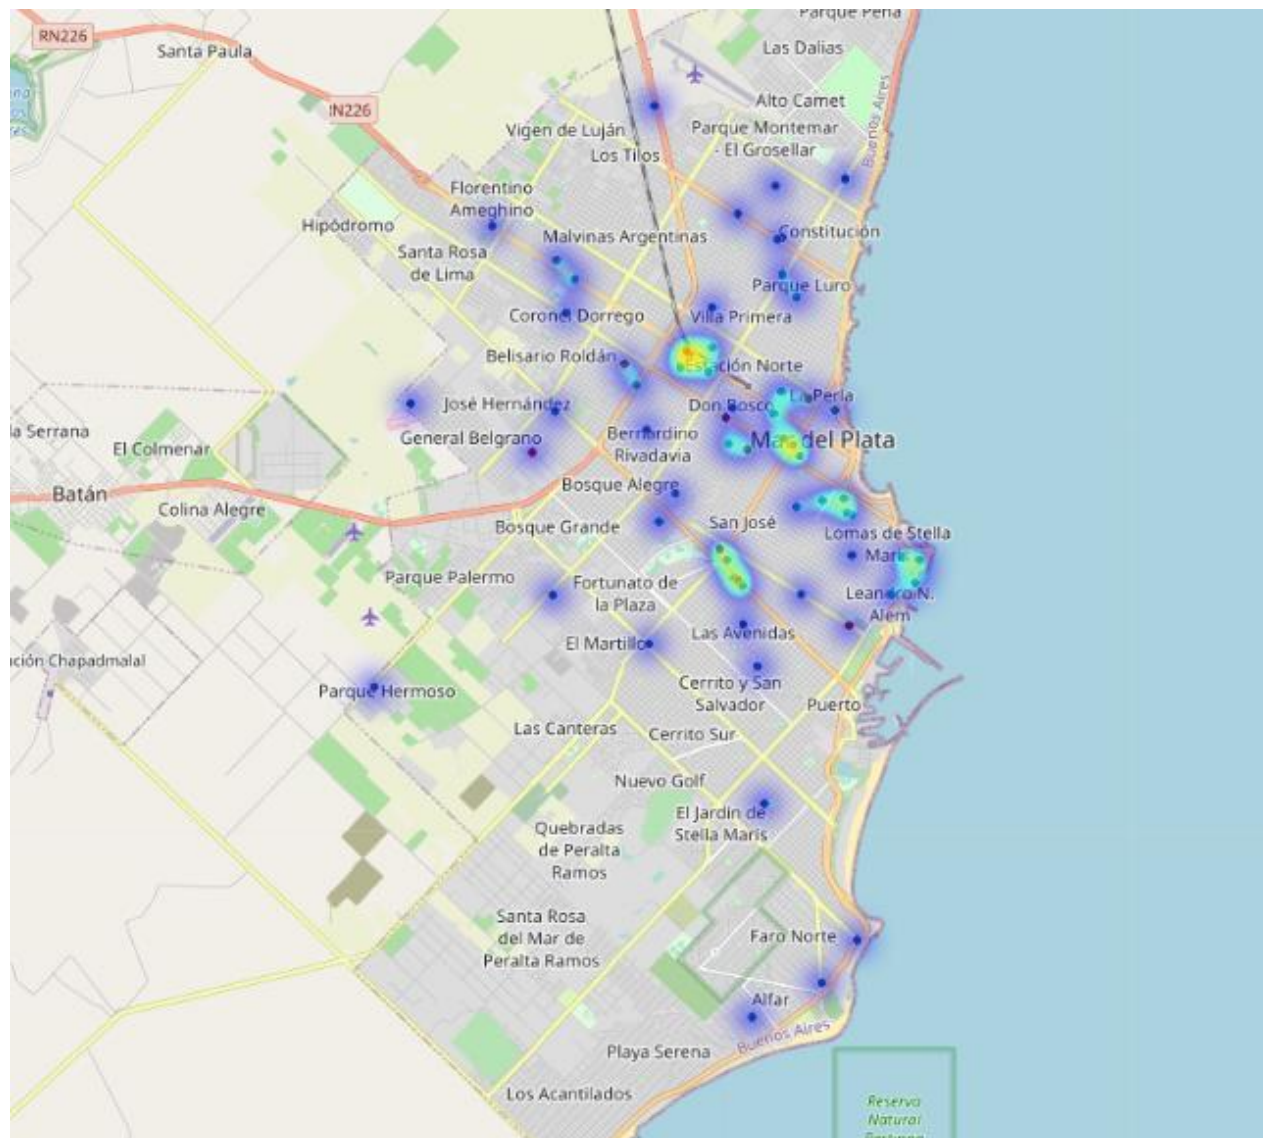 Parque Peña
RN226
Santa Paula
Las Dalias
Buenos Aires
Alto Camet
Vigen de Luján
Parque Montemar
- El Grosellar
Los Tilos
Florentino
Ameghino
Hipódromo
Malvinas Argentinas
Constitución
Santa Rosa
de Lima
Parque Luro
Coronel Dorrego
Villa Primera
Belisario Roldán
Estación Norte
José Hernández
Don Bosco
La Perla
la Serrana
General Belgrano
Bernardino
Rivadavia
Mar del Plata
El Colmenar
Batán
Bosque Alegre
Colina Alegre
Bosque Grande
San José
Lomas de Stella
Maris
Parque Palermo
Fortunato de
la Plaza
Leandro N.
Alem
El Martillo
Las Avenidas
ción Chapadmalal
Parque Hermoso
Cerrito y San
Salvador
Puerto
Las Canteras
Cerrito Sur
Nuevo Golf
El Jardín de
Stella Maris
Quebradas
de Peralta
Ramos
Santa Rosa
del Mar de
Peralta Ramos
Faro Norte
Alfar
Buenos Aires
Playa Serena
Los Acantilados
Reserva
Natural